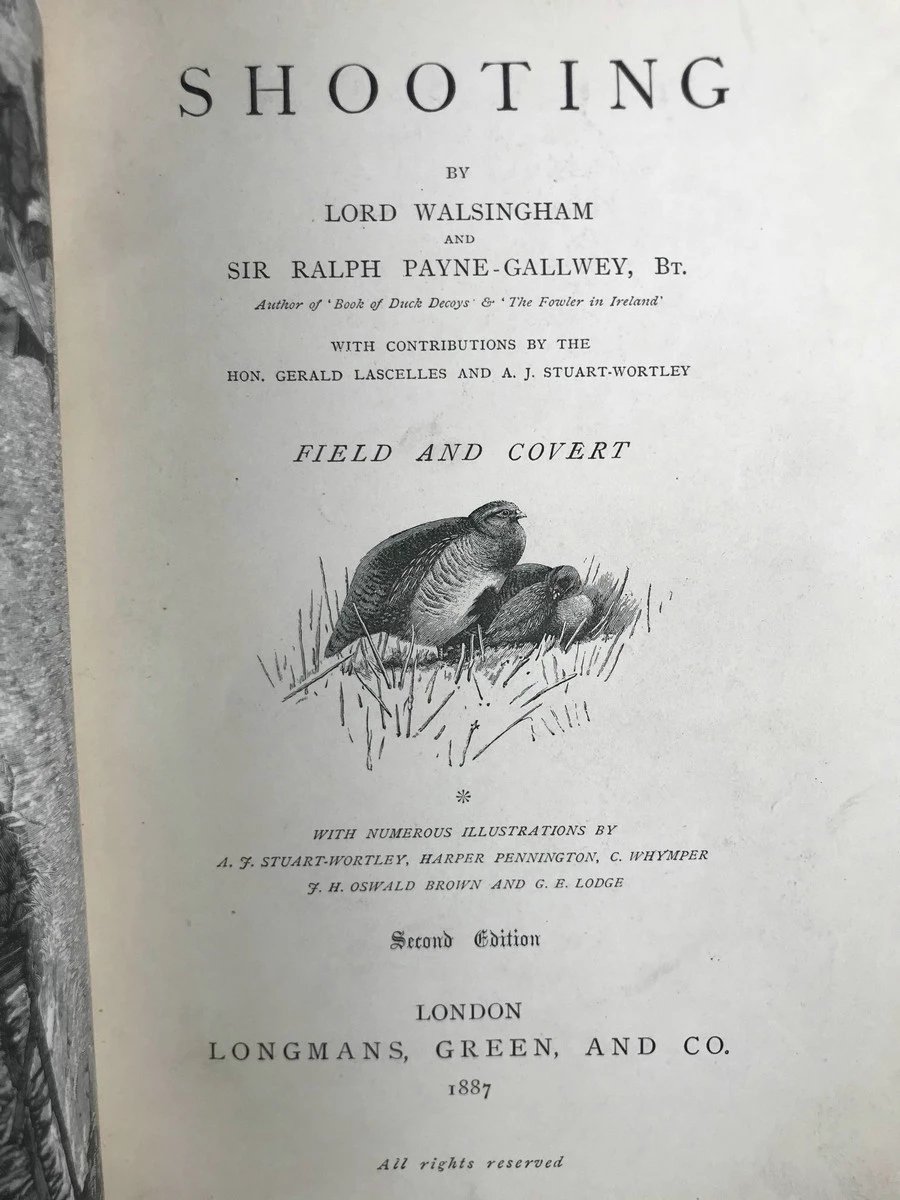 SHOOTING
BY
LORD WALSINGHAM
AND
SIR RALPH PAYNE-GALLWEY, BT.
Author of 'Book of Duck Decoys' & 'The Fowler in Ireland'
WITH CONTRIBUTIONS BY THE
HON. GERALD LASCELLES AND A. J. STUART-WORTLEY
FIELD AND COVERT
WITH NUMEROUS ILLUSTRATIONS BY
A. J. STUART-WORTLEY, HARPER PENNINGTON, C. WHYMPER
J. H. OSWALD BROWN AND G. E. LODGE
Second Edition
LONDON
LONGMANS, GREEN, AND CO.
1887
All rights reserved